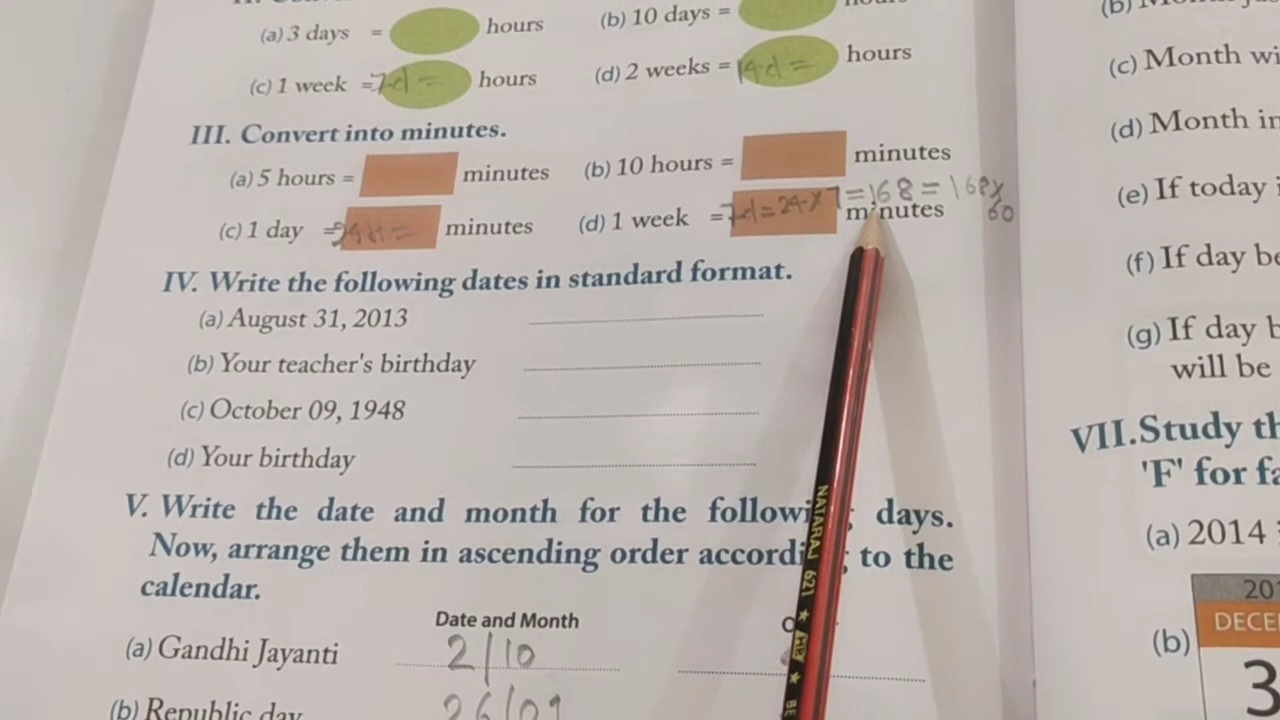 (a) 3 days = hours (b) 10 days =
(c) 1 week =7d = hours (d) 2 weeks = 14d = hours
III. Convert into minutes.
(a) 5 hours = minutes (b) 10 hours = minutes
(c) 1 day = 24H = minutes (d) 1 week = 7d = 24 x 7 = 168 = 168 x 60 minutes
IV. Write the following dates in standard format.
(a) August 31, 2013
(b) Your teacher's birthday
(c) October 09, 1948
(d) Your birthday
V. Write the date and month for the days.
Now, arrange them in ascending order to the
calendar.
Date and Month
(a) Gandhi Jayanti 2/10
(b) Republic day 26/01
NATARAJ 621 ★ HB ★ BE
(c) Month wi
(d) Month in
(e) If today i
(f) If day be
(g) If day b
will be
VII. Study th
'F' for fa
(a) 2014
(b)
201
DECE
3